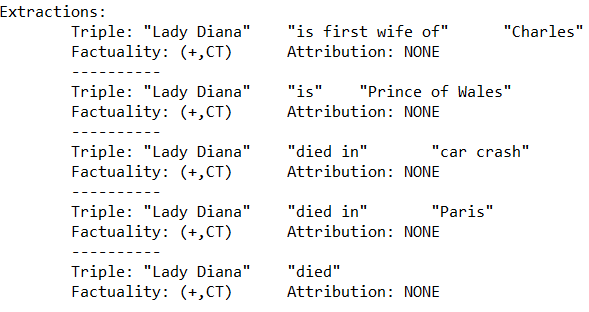 Extractions:
Triple: "Lady Diana" "is first wife of" "Charles"
Factuality: (+,CT) Attribution: NONE
----------
Triple: "Lady Diana" "is" "Prince of Wales"
Factuality: (+,CT) Attribution: NONE
----------
Triple: "Lady Diana" "died in" "car crash"
Factuality: (+,CT) Attribution: NONE
----------
Triple: "Lady Diana" "died in" "Paris"
Factuality: (+,CT) Attribution: NONE
----------
Triple: "Lady Diana" "died"
Factuality: (+,CT) Attribution: NONE